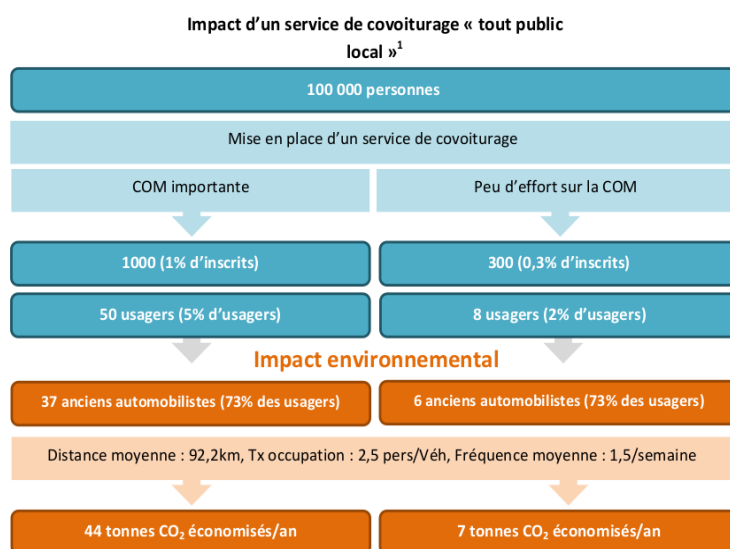 Impact d'un service de covoiturage « tout public
local »¹
100 000 personnes
Mise en place d'un service de covoiturage
COM importante
Peu d'effort sur la COM
1000 (1% d'inscrits)
300 (0,3% d'inscrits)
50 usagers (5% d'usagers)
8 usagers (2% d'usagers)
Impact environnemental
37 anciens automobilistes (73% des usagers)
6 anciens automobilistes (73% des usagers)
Distance moyenne : 92,2km, Tx occupation : 2,5 pers/Véh, Fréquence moyenne : 1,5/semaine
44 tonnes CO₂ économisés/an
7 tonnes CO₂ économisés/an